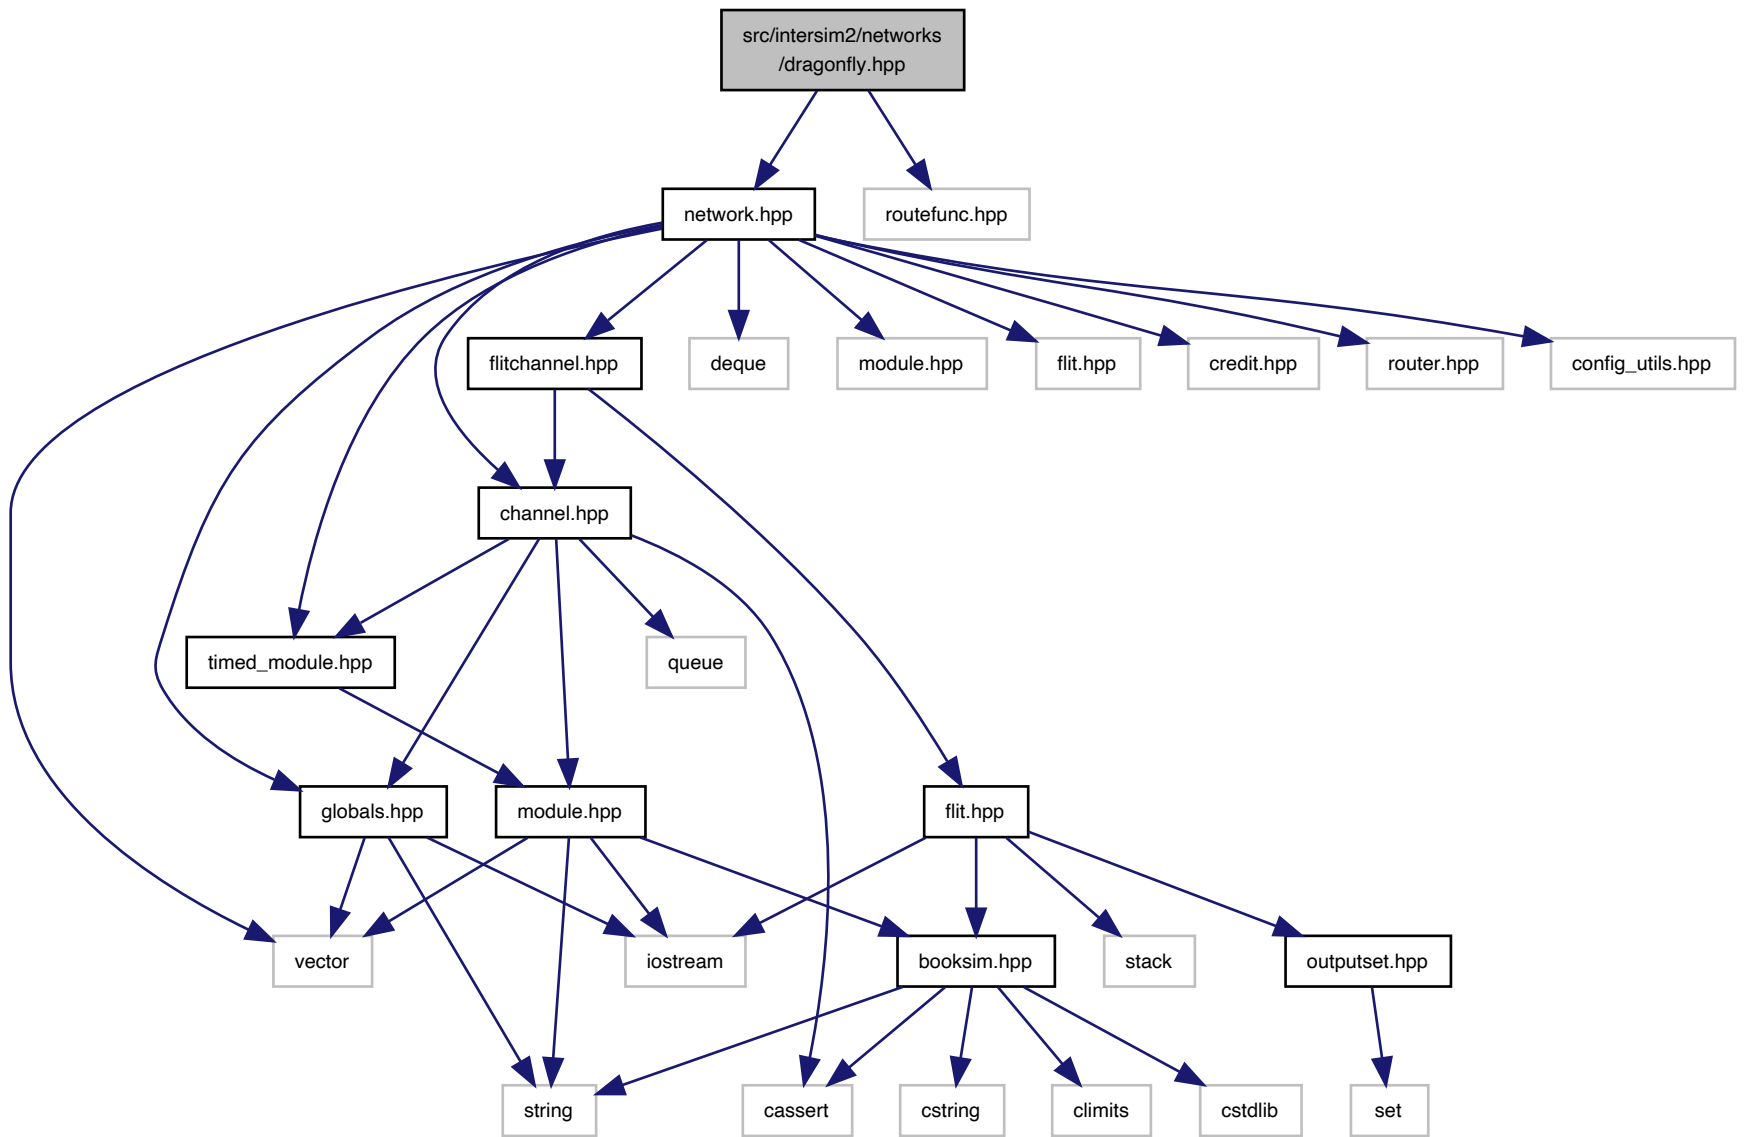 src/intersim2/networks
/dragonfly.hpp
network.hpp
routefunc.hpp
flitchannel.hpp
deque
module.hpp
flit.hpp
credit.hpp
router.hpp
config_utils.hpp
channel.hpp
timed_module.hpp
queue
globals.hpp
module.hpp
flit.hpp
vector
iostream
booksim.hpp
stack
outputset.hpp
string
cassert
cstring
climits
cstdlib
set